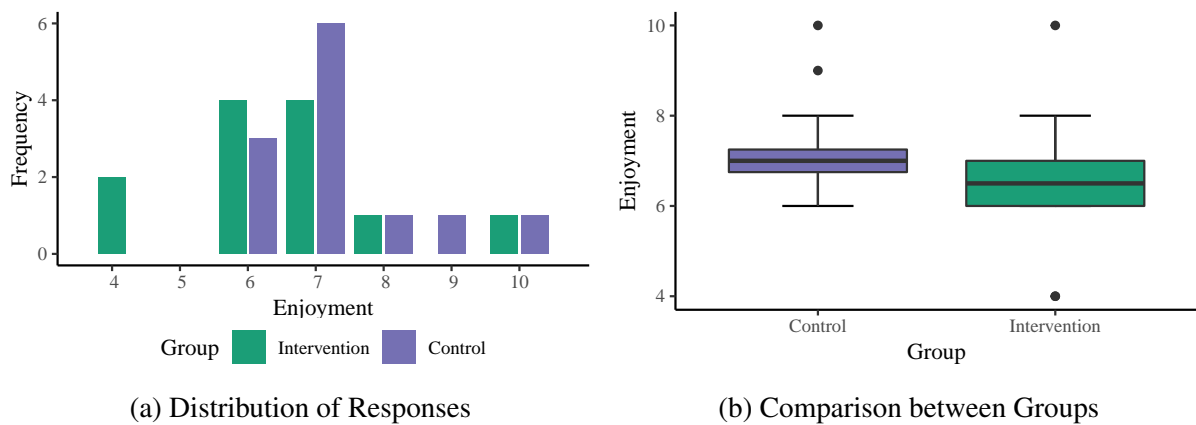 6
4
2
0
Frequency
4 5 6 7 8 9 10
Enjoyment
Group Intervention Control
(a) Distribution of Responses
10
8
6
4
Enjoyment
Control Intervention
Group
(b) Comparison between Groups